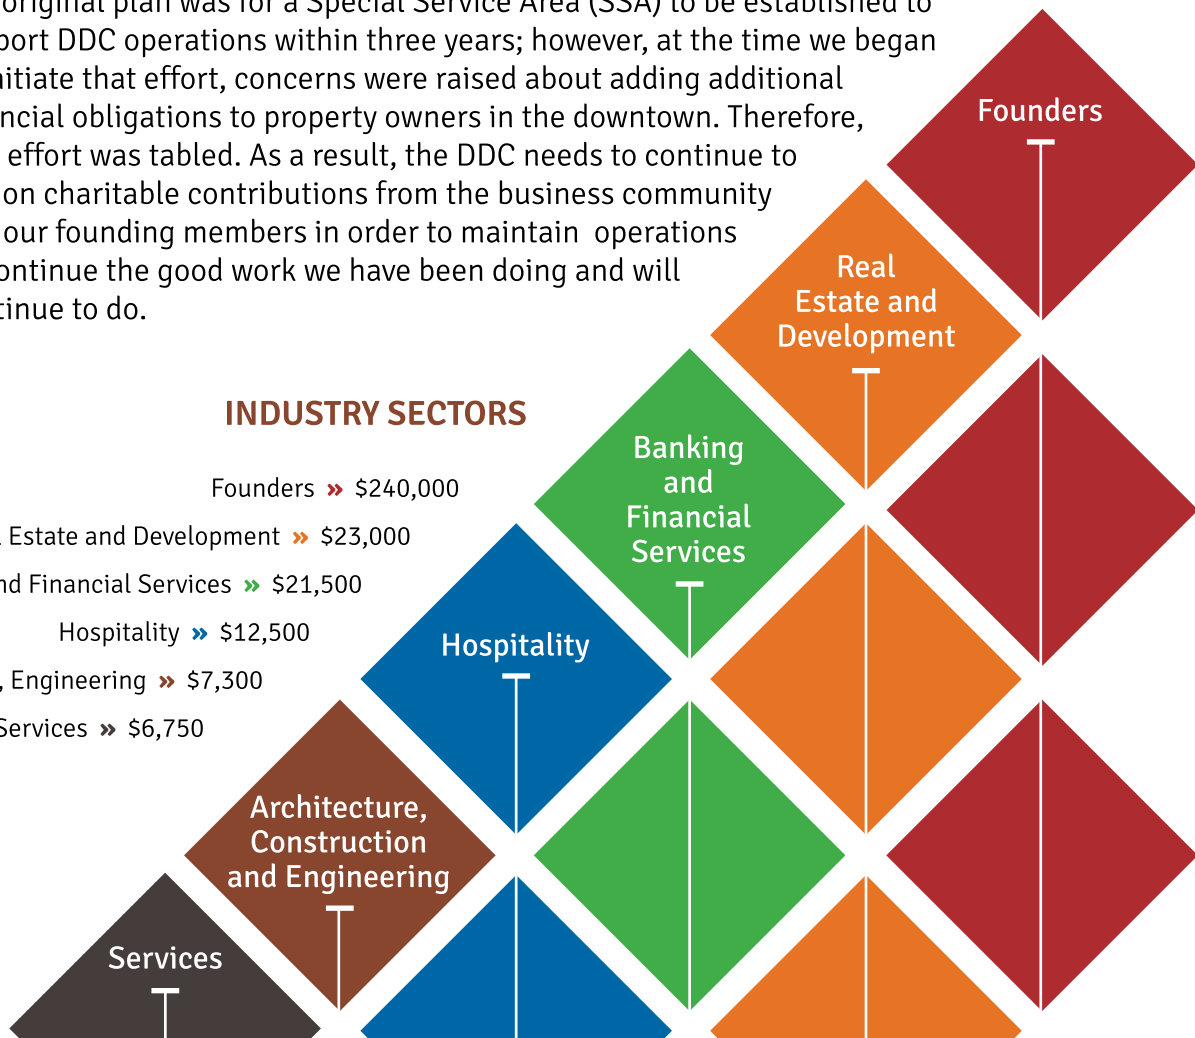 original plan was for a Special Service Area (SSA) to be established to
port DDC operations within three years; however, at the time we began
nitiate that effort, concerns were raised about adding additional
ncial obligations to property owners in the downtown. Therefore,
effort was tabled. As a result, the DDC needs to continue to
on charitable contributions from the business community
our founding members in order to maintain operations
ontinue the good work we have been doing and will
tinue to do.
INDUSTRY SECTORS
Founders » $240,000
Estate and Development » $23,000
nd Financial Services » $21,500
Hospitality » $12,500
, Engineering » $7,300
Services » $6,750
Founders
Real
Estate and
Development
Banking
and
Financial
Services
Hospitality
Architecture,
Construction
and Engineering
Services